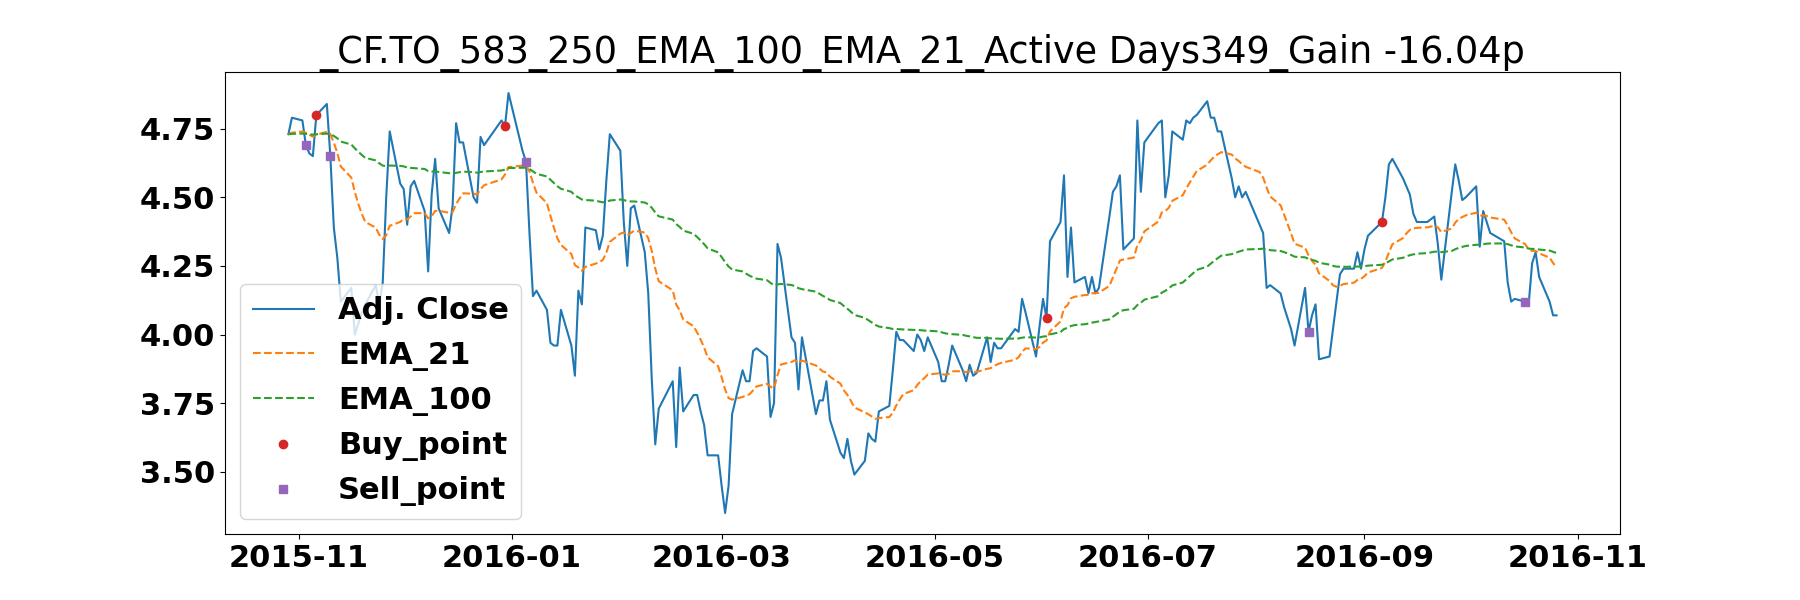 _CF.TO_583_250_EMA_100_EMA_21_Active Days349_Gain -16.04p
4.75
4.50
4.25
4.00
3.75
3.50
Adj. Close
EMA_21
EMA_100
Buy_point
Sell_point
2015-11 2016-01 2016-03 2016-05 2016-07 2016-09 2016-11